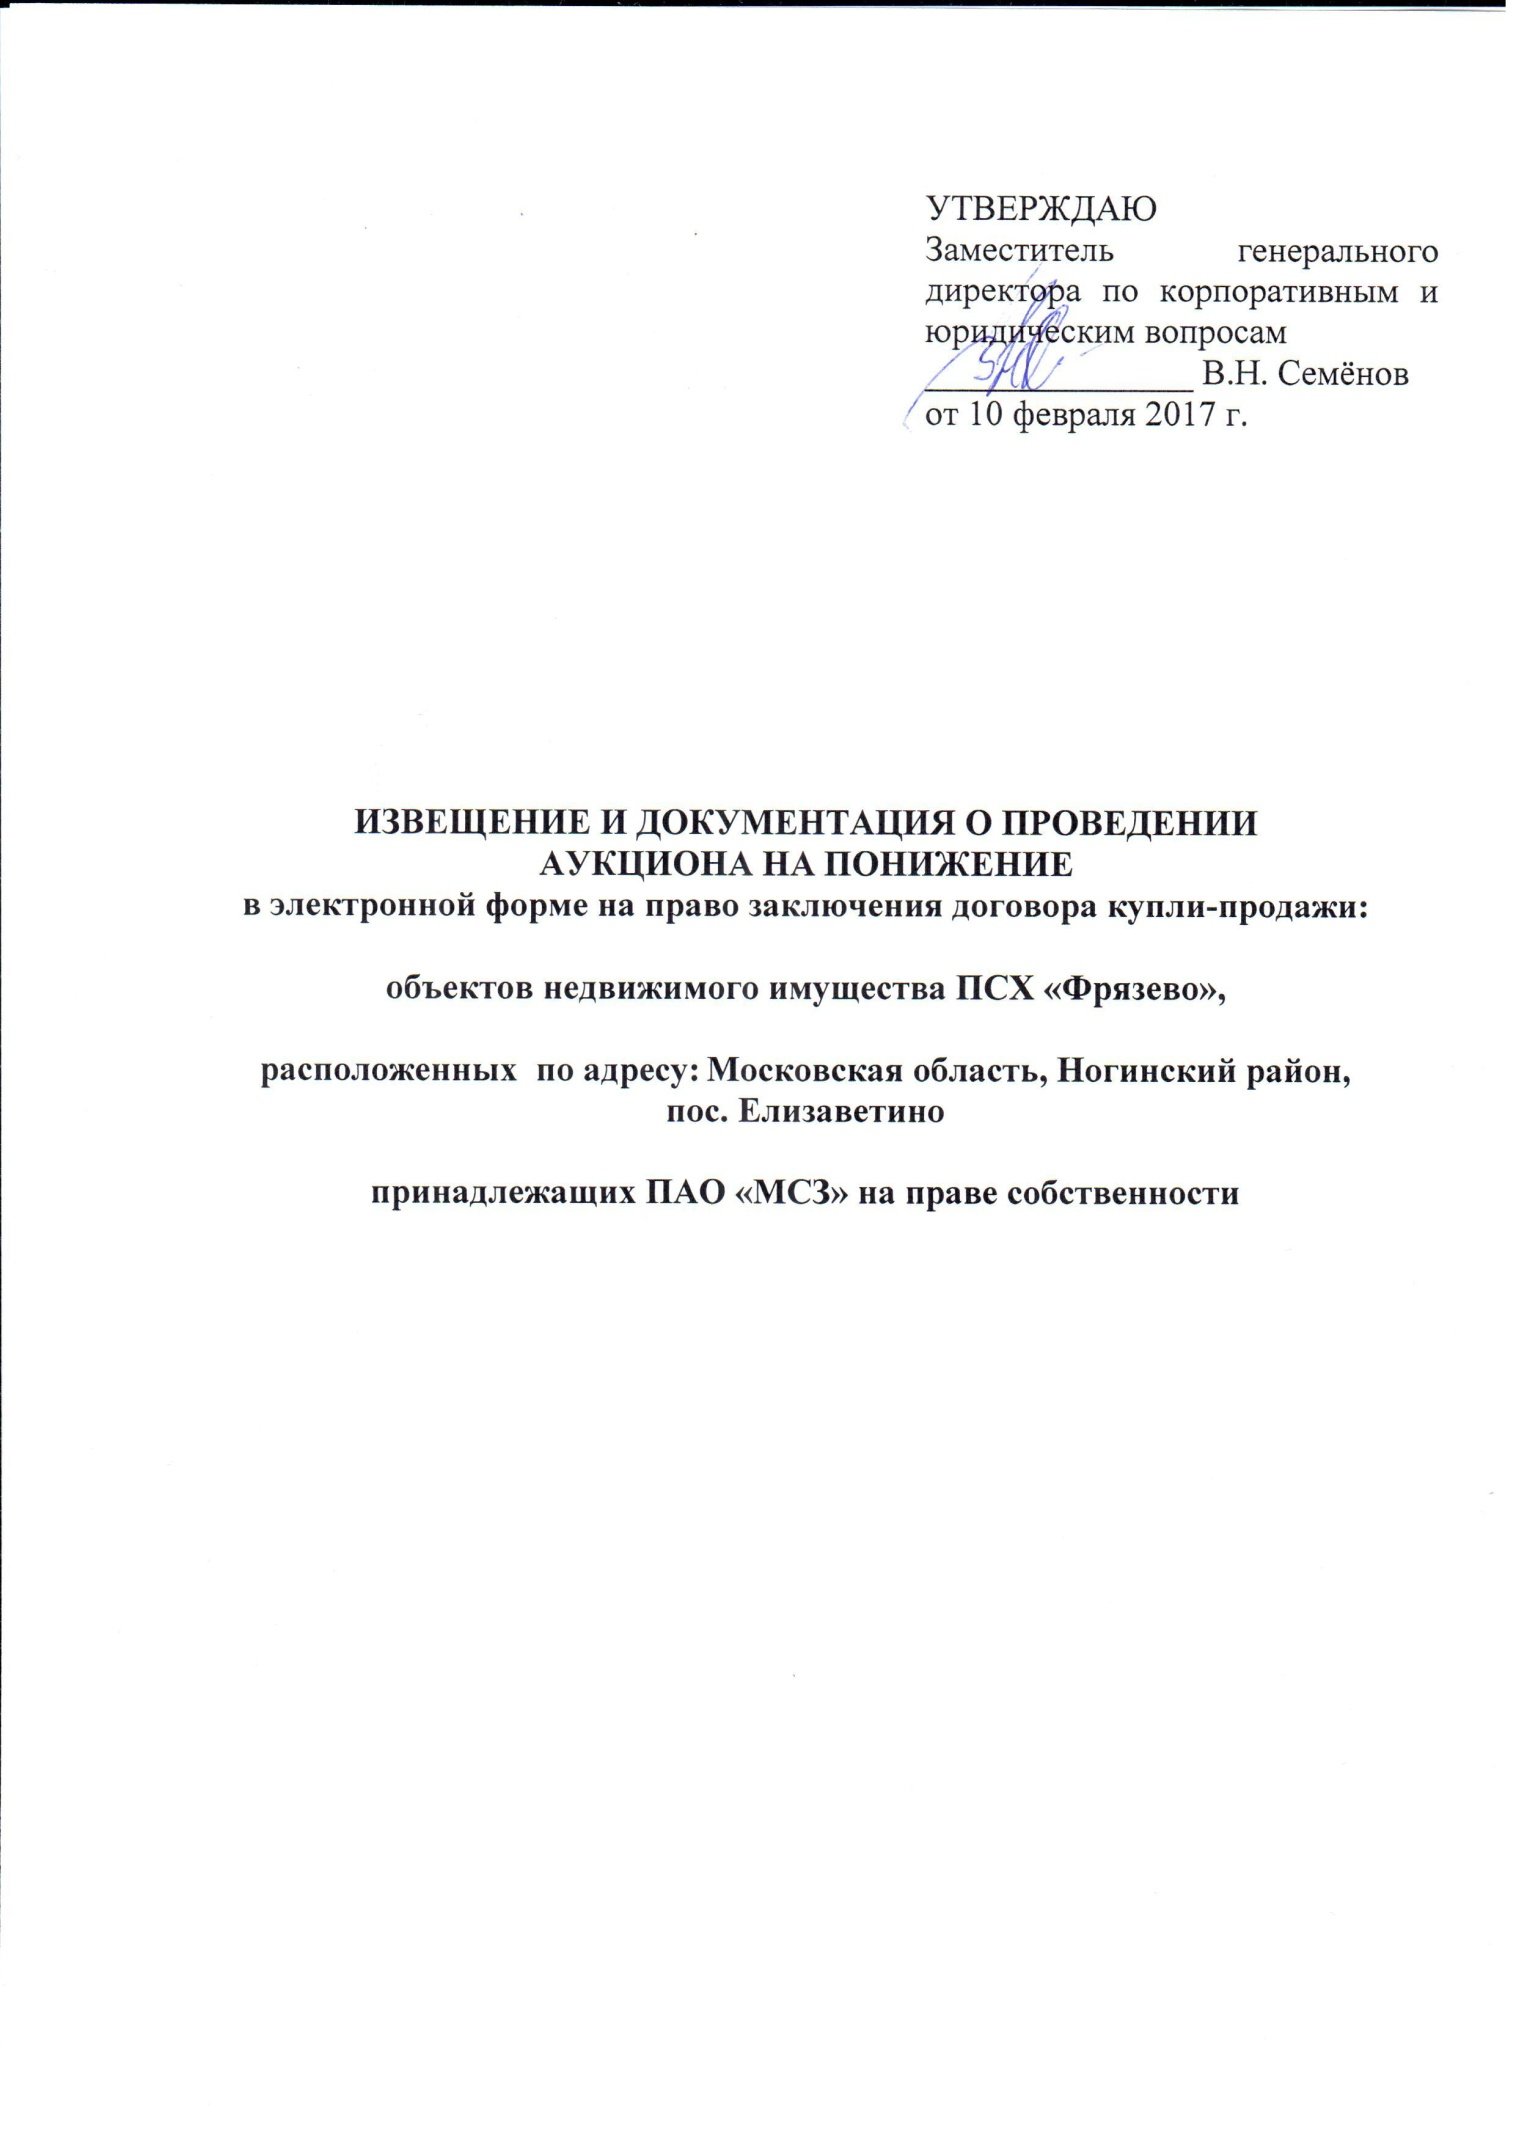 УТВЕРЖДАЮ
Заместитель генерального
директора по корпоративным и
юридическим вопросам
_______________ В.Н. Семёнов
от 10 февраля 2017 г.
ИЗВЕЩЕНИЕ И ДОКУМЕНТАЦИЯ О ПРОВЕДЕНИИ
АУКЦИОНА НА ПОНИЖЕНИЕ
в электронной форме на право заключения договора купли-продажи:
объектов недвижимого имущества ПСХ «Фрязево»,
расположенных по адресу: Московская область, Ногинский район,
пос. Елизаветино
принадлежащих ПАО «МСЗ» на праве собственности